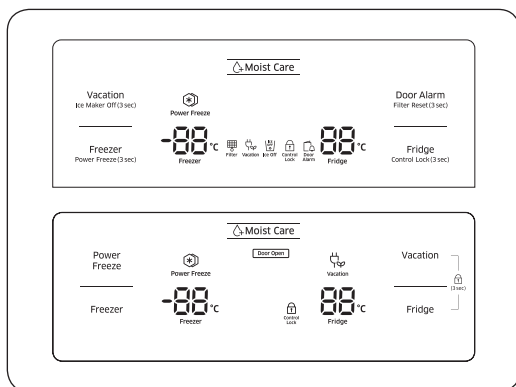 Moist Care
Vacation
Ice Maker Off (3 sec)
Power Freeze
Door Alarm
Filter Reset (3 sec)
Freezer
Power Freeze (3 sec)
-88°C
Freezer
Filter
Vacation
Ice Off
Control
Lock
Door
Alarm
88°C
Fridge
Fridge
Control Lock (3 sec)
Moist Care
Power
Freeze
Power Freeze
Door Open
Vacation
Vacation
(3 sec)
Freezer
-88°C
Freezer
Control
Lock
88°C
Fridge
Fridge